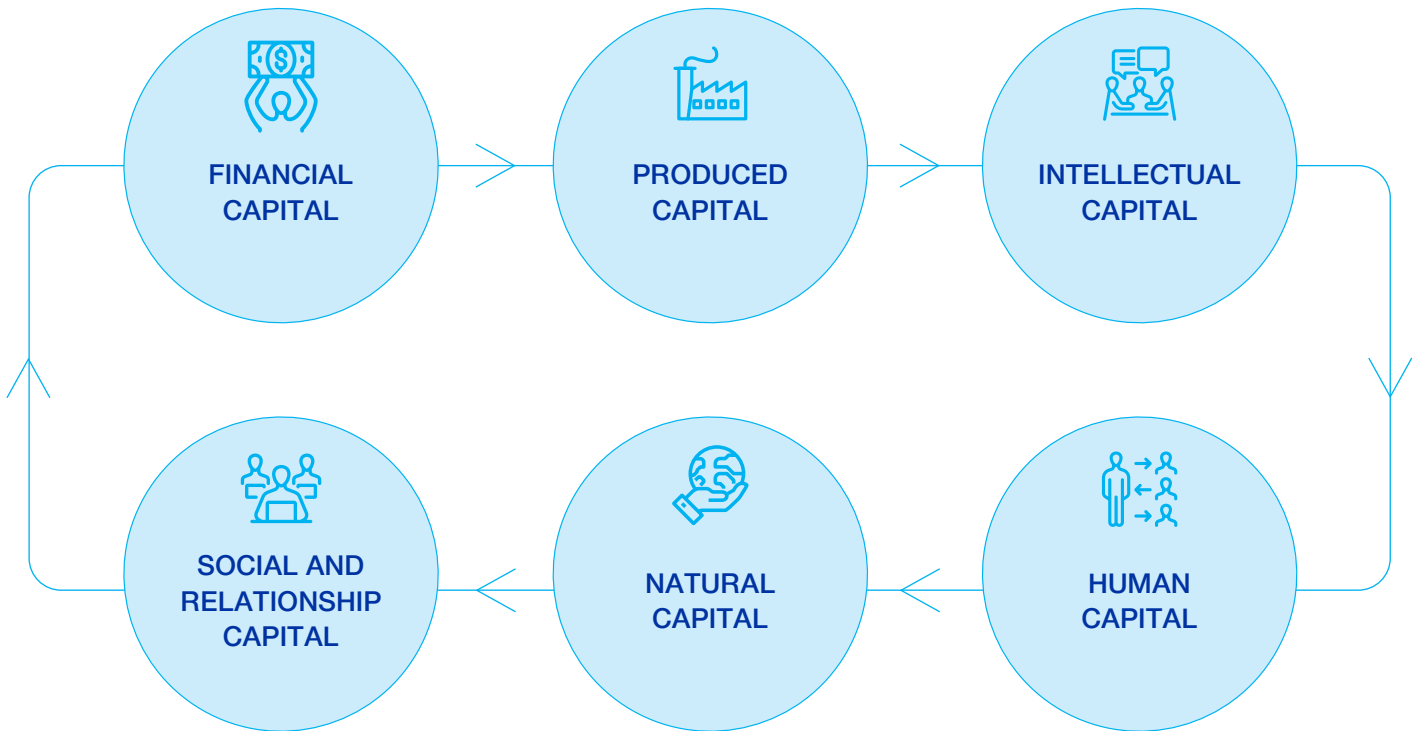 FINANCIAL
CAPITAL
PRODUCED
CAPITAL
INTELLECTUAL
CAPITAL
SOCIAL AND
RELATIONSHIP
CAPITAL
NATURAL
CAPITAL
HUMAN
CAPITAL